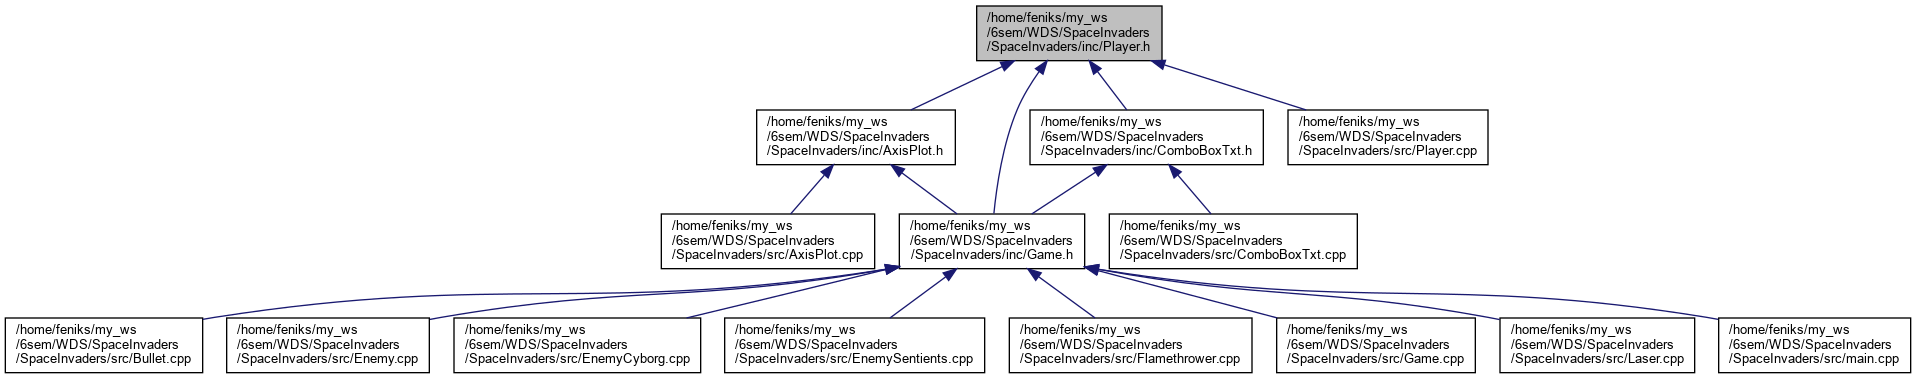 /home/feniks/my_ws
/6sem/WDS/SpaceInvaders
/SpaceInvaders/inc/Player.h
/home/feniks/my_ws
/6sem/WDS/SpaceInvaders
/SpaceInvaders/inc/AxisPlot.h
/home/feniks/my_ws
/6sem/WDS/SpaceInvaders
/SpaceInvaders/inc/ComboBoxTxt.h
/home/feniks/my_ws
/6sem/WDS/SpaceInvaders
/SpaceInvaders/src/Player.cpp
/home/feniks/my_ws
/6sem/WDS/SpaceInvaders
/SpaceInvaders/src/AxisPlot.cpp
/home/feniks/my_ws
/6sem/WDS/SpaceInvaders
/SpaceInvaders/inc/Game.h
/home/feniks/my_ws
/6sem/WDS/SpaceInvaders
/SpaceInvaders/src/ComboBoxTxt.cpp
/home/feniks/my_ws
/6sem/WDS/SpaceInvaders
/SpaceInvaders/src/Bullet.cpp
/home/feniks/my_ws
/6sem/WDS/SpaceInvaders
/SpaceInvaders/src/Enemy.cpp
/home/feniks/my_ws
/6sem/WDS/SpaceInvaders
/SpaceInvaders/src/EnemyCyborg.cpp
/home/feniks/my_ws
/6sem/WDS/SpaceInvaders
/SpaceInvaders/src/EnemySentients.cpp
/home/feniks/my_ws
/6sem/WDS/SpaceInvaders
/SpaceInvaders/src/Flamethrower.cpp
/home/feniks/my_ws
/6sem/WDS/SpaceInvaders
/SpaceInvaders/src/Game.cpp
/home/feniks/my_ws
/6sem/WDS/SpaceInvaders
/SpaceInvaders/src/Laser.cpp
/home/feniks/my_ws
/6sem/WDS/SpaceInvaders
/SpaceInvaders/src/main.cpp